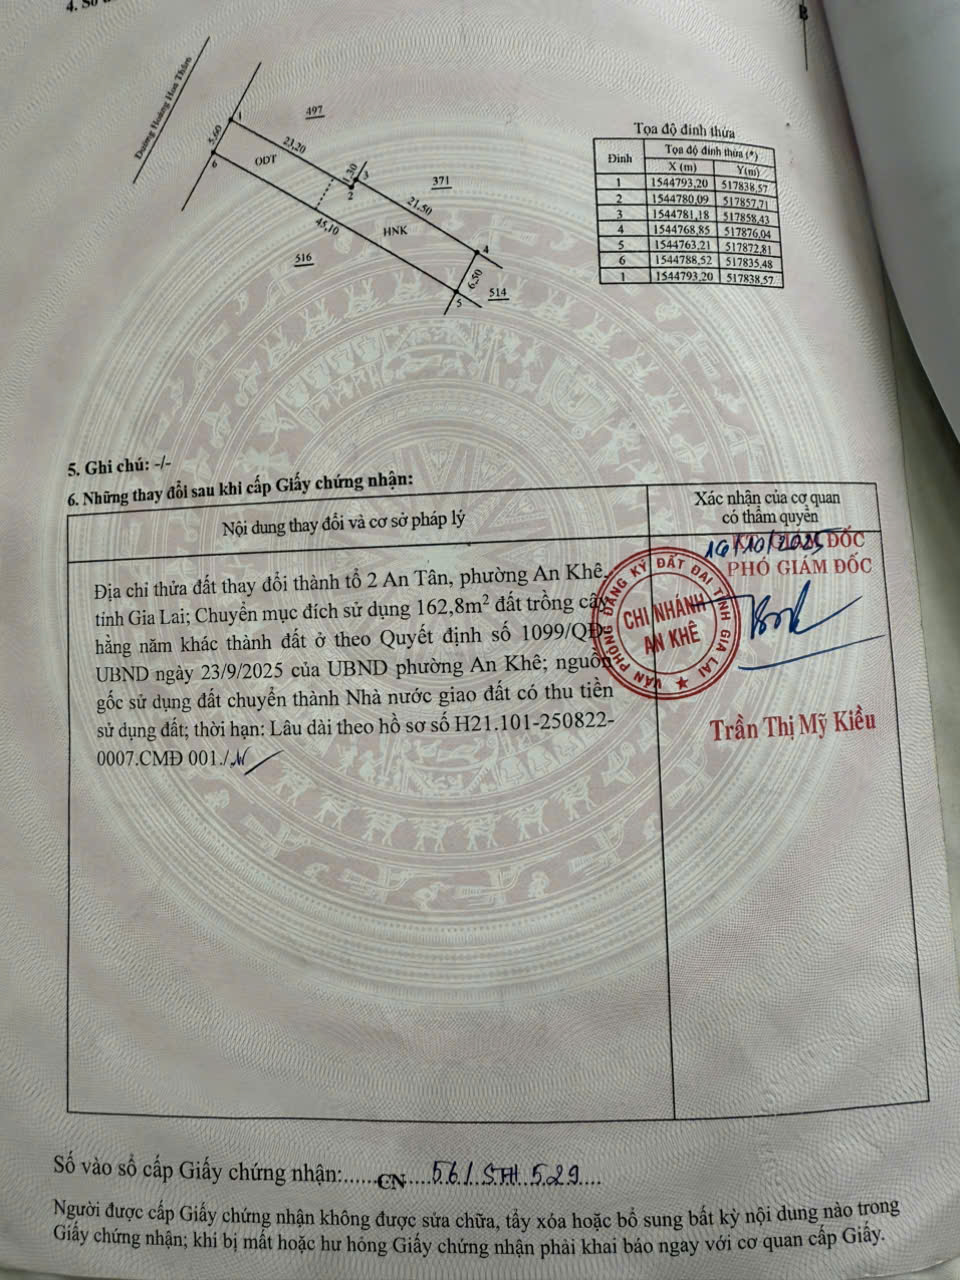 4. Sơ
B
Đường Hoàng Hoa Thám
497
1
5,60
23,20
6
ODT
1,30
3
2
371
21,50
45,10
HNK
4
516
6,50
5
514
Tọa độ đỉnh thửa
Đỉnh Tọa độ đỉnh thửa (*)
X (m) Y(m)
1 1544793,20 517838,57
2 1544780,09 517857,71
3 1544781,18 517858,43
4 1544768,85 517876,04
5 1544763,21 517872,81
6 1544788,52 517835,48
1 1544793,20 517838,57
5. Ghi chú: -/-
6. Những thay đổi sau khi cấp Giấy chứng nhận:
Nội dung thay đổi và cơ sở pháp lý
Xác nhận của cơ quan
có thẩm quyền
Địa chỉ thửa đất thay đổi thành tổ 2 An Tân, phường An Khê,
tỉnh Gia Lai; Chuyển mục đích sử dụng 162,8m² đất trồng cây
hằng năm khác thành đất ở theo Quyết định số 1099/QĐ-
UBND ngày 23/9/2025 của UBND phường An Khê; nguồn
gốc sử dụng đất chuyển thành Nhà nước giao đất có thu tiền
sử dụng đất; thời hạn: Lâu dài theo hồ sơ số H21.101-250822-
0007.CMĐ 001./.
16/10/2025
GIÁM ĐỐC
PHÓ GIÁM ĐỐC
VĂN PHÒNG ĐĂNG KÝ ĐẤT ĐAI TỈNH GIA LAI
CHI NHÁNH
AN KHÊ
Trần Thị Mỹ Kiều
Số vào sổ cấp Giấy chứng nhận:......CN....561 STH 529....
Người được cấp Giấy chứng nhận không được sửa chữa, tẩy xóa hoặc bổ sung bất kỳ nội dung nào trong
Giấy chứng nhận; khi bị mất hoặc hư hỏng Giấy chứng nhận phải khai báo ngay với cơ quan cấp Giấy.